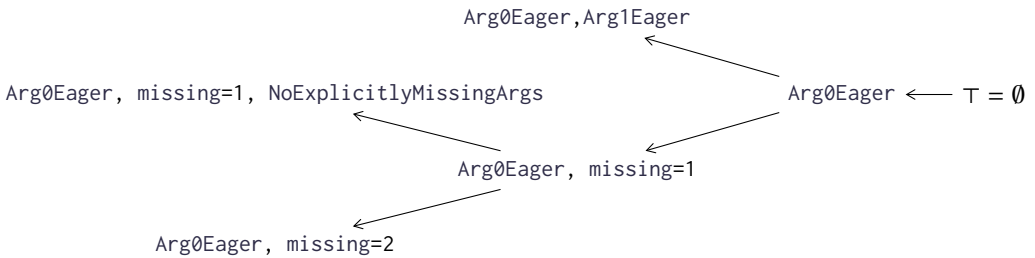 Arg0Eager,Arg1Eager
Arg0Eager, missing=1, NoExplicitlyMissingArgs
Arg0Eager
⊤ = ∅
Arg0Eager, missing=1
Arg0Eager, missing=2